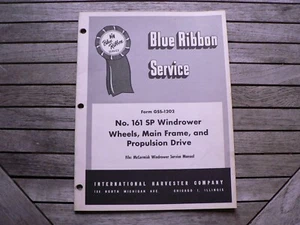 IH
Blue Ribbon
SERVICE
Blue Ribbon
Service
Form GSS-1203
No. 161 SP Windrower
Wheels, Main Frame, and
Propulsion Drive
File: McCormick Windrower Service Manual
INTERNATIONAL HARVESTER COMPANY
180 NORTH MICHIGAN AVE. CHICAGO 1, ILLINOIS